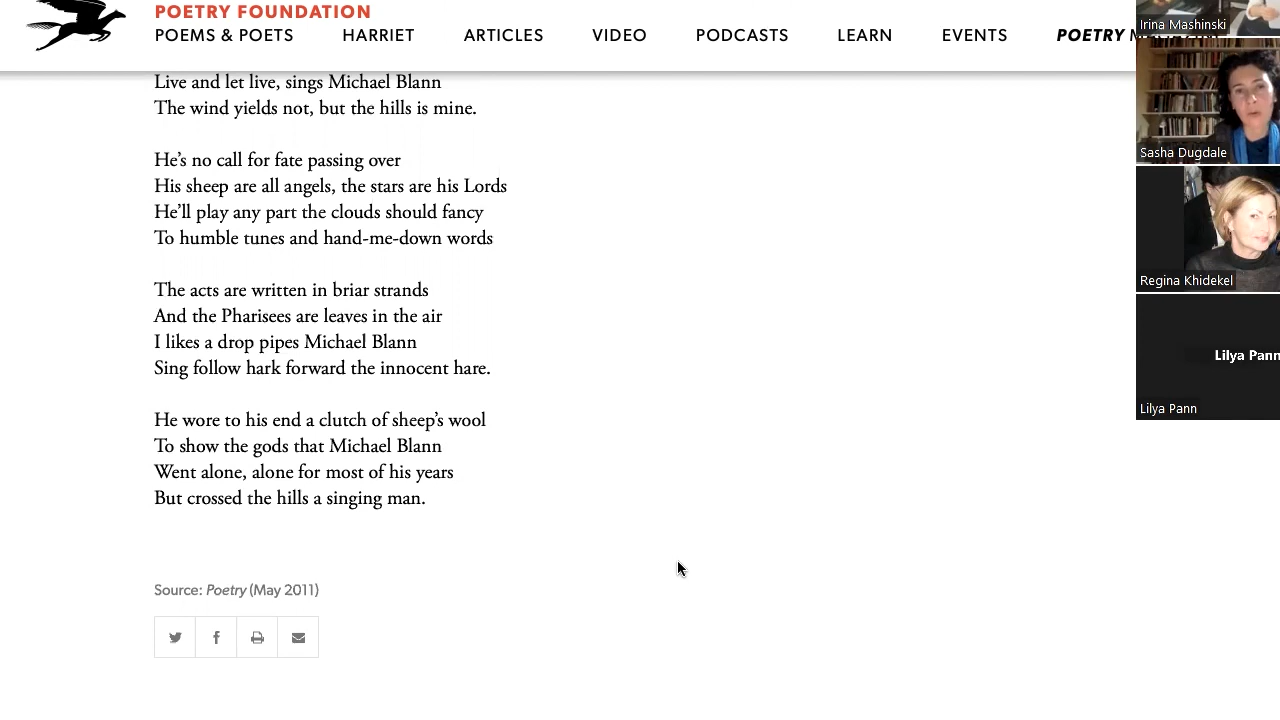 POETRY FOUNDATION
POEMS & POETS HARRIET ARTICLES VIDEO PODCASTS LEARN EVENTS POETRY
Live and let live, sings Michael Blann
The wind yields not, but the hills is mine.
He’s no call for fate passing over
His sheep are all angels, the stars are his Lords
He’ll play any part the clouds should fancy
To humble tunes and hand-me-down words
The acts are written in briar strands
And the Pharisees are leaves in the air
I likes a drop pipes Michael Blann
Sing follow hark forward the innocent hare.
He wore to his end a clutch of sheep’s wool
To show the gods that Michael Blann
Went alone, alone for most of his years
But crossed the hills a singing man.
Source: Poetry (May 2011)
Irina Mashinski
Sasha Dugdale
Regina Khidekel
Lilya Pann
Lilya Pann